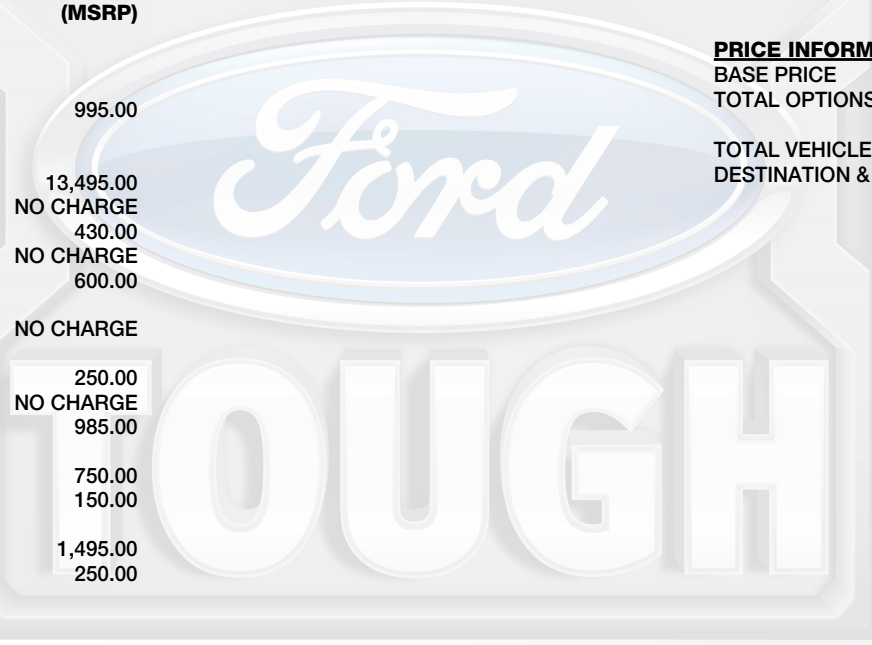 (MSRP)
995.00
13,495.00
NO CHARGE
430.00
NO CHARGE
600.00
NO CHARGE
250.00
NO CHARGE
985.00
750.00
150.00
1,495.00
250.00
PRICE INFORM
BASE PRICE
TOTAL OPTIONS
TOTAL VEHICLE
DESTINATION &
Ford
TOUGH